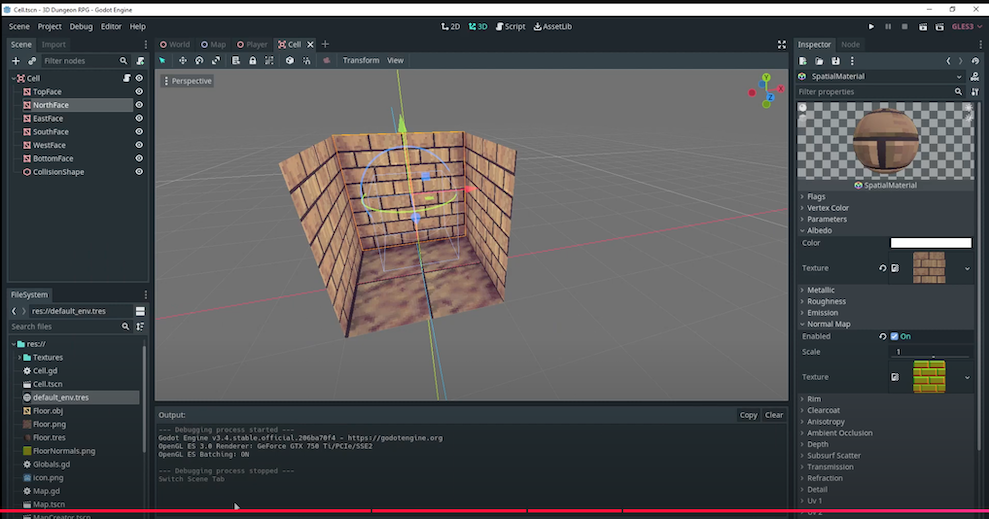 Cell.tscn - 3D Dungeon RPG - Godot Engine
Scene Project Debug Editor Help
2D 3D Script AssetLib
GLES3
Scene Import
World Map Player Cell
Inspector Node
Filter nodes
Transform View
Cell
TopFace
NorthFace
EastFace
SouthFace
WestFace
BottomFace
CollisionShape
Perspective
Y
X
Z
SpatialMaterial
Filter properties
SpatialMaterial
Flags
Vertex Color
Parameters
Albedo
Color
Texture
Metallic
Roughness
Emission
Normal Map
Enabled On
Scale 1
Texture
Rim
Clearcoat
Anisotropy
Ambient Occlusion
Depth
Subsurf Scatter
Transmission
Refraction
Detail
Uv 1
FileSystem
res://default_env.tres
Search files
res://
Textures
Cell.gd
Cell.tscn
default_env.tres
Floor.obj
Floor.png
Floor.tres
FloorNormals.png
Globals.gd
icon.png
Map.gd
Map.tscn
MapCreator.tscn
Output:
Copy Clear
--- Debugging process started ---
Godot Engine v3.4.stable.official.206ba70f4 - https://godotengine.org
OpenGL ES 3.0 Renderer: GeForce GTX 750 Ti/PCIe/SSE2
OpenGL ES Batching: ON
--- Debugging process stopped ---
Switch Scene Tab